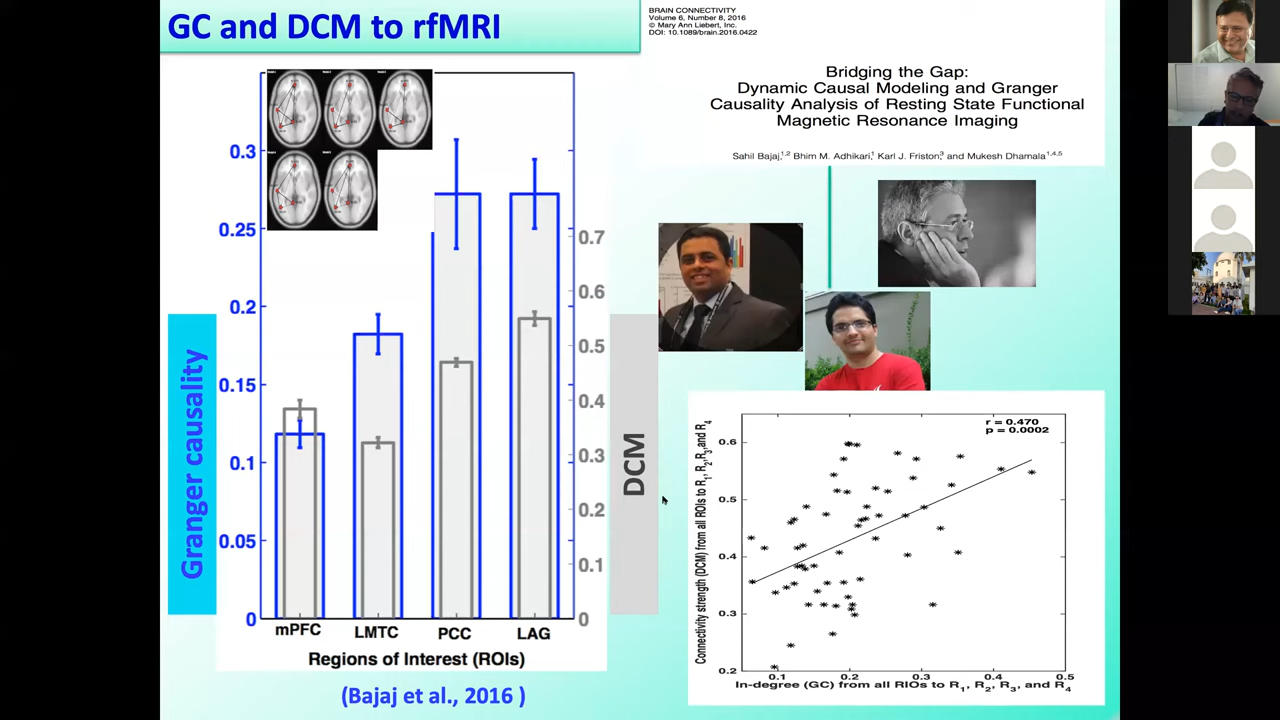 GC and DCM to rfMRI
BRAIN CONNECTIVITY
Volume 6, Number 8, 2016
© Mary Ann Liebert, Inc.
DOI: 10.1089/brain.2016.0422
Bridging the Gap:
Dynamic Causal Modeling and Granger
Causality Analysis of Resting State Functional
Magnetic Resonance Imaging
Sahil Bajaj,1,2 Bhim M. Adhikari,1 Karl J. Friston,3 and Mukesh Dhamala1,4,5
Granger causality
0.3
0.25
0.2
0.15
0.1
0.05
0
0.7
0.6
0.5
0.4
0.3
0.2
0.1
0
DCM
mPFC LMTC PCC LAG
Regions of Interest (ROIs)
(Bajaj et al., 2016 )
Connectivity strength (DCM) from all ROIs to R1, R2, R3, and R4
r = 0.470
p = 0.0002
0.6
0.5
0.4
0.3
0.2
0.1 0.2 0.3 0.4 0.5
In-degree (GC) from all RIOs to R1, R2, R3, and R4